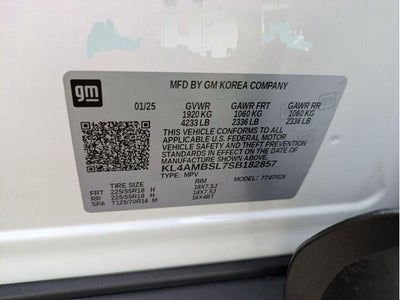 gm
MFD BY GM KOREA COMPANY
01/25 GVWR GAWR FRT GAWR RR
1920 KG 1060 KG 1060 KG
4233 LB 2336 LB 2336 LB
THIS VEHICLE CONFORMS TO ALL
APPLICABLE U.S. FEDERAL MOTOR
VEHICLE SAFETY AND THEFT PREVENTION
STANDARDS IN EFFECT ON THE DATE OF
MANUFACTURE SHOWN ABOVE.
KL4AMBSL7SB182857
TYPE: MPV MODEL:
TIRE SIZE RIM
FRT 225/55R18 H 18X7.5J
RR 225/55R18 H 18X7.5J
SPA T125/70R16 M 16X4BT